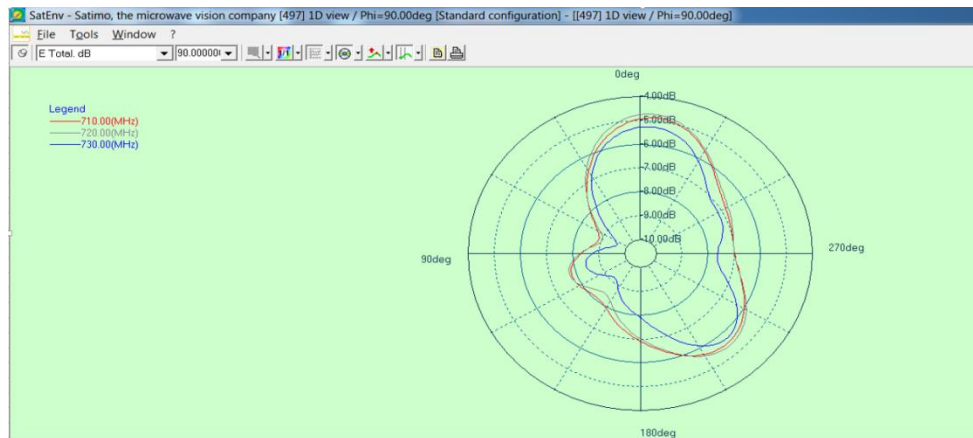 SatEnv - Satimo, the microwave vision company [497] 1D view / Phi=90.00deg [Standard configuration] - [[497] 1D view / Phi=90.00deg]
File Tools Window ?
E Total. dB 90.00000
0deg
Legend
710.00(MHz)
720.00(MHz)
730.00(MHz)
-4.00dB
-5.00dB
-6.00dB
-7.00dB
-8.00dB
-9.00dB
-10.00dB
90deg
270deg
180deg